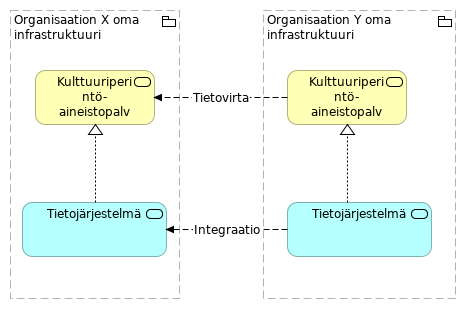 Organisaation X oma
infrastruktuuri
Organisaation Y oma
infrastruktuuri
Kulttuuriperi
ntö-
aineistopalv
Tietovirta
Kulttuuriperi
ntö-
aineistopalv
Tietojärjestelmä
Integraatio
Tietojärjestelmä